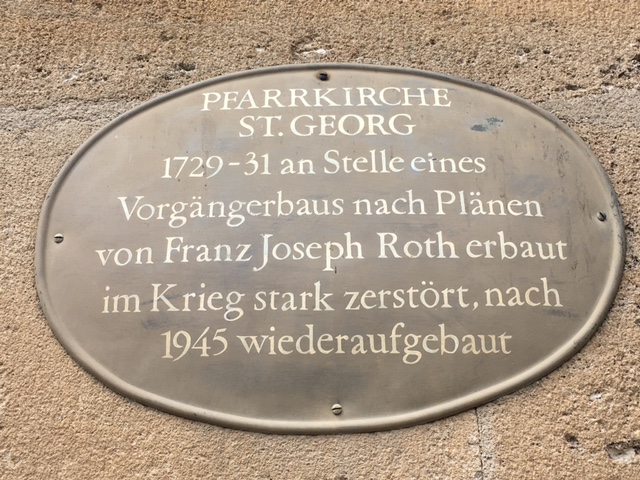 PFARRKIRCHE
ST. GEORG
1729-31 an Stelle eines
Vorgängerbaus nach Plänen
von Franz Joseph Roth erbaut
im Krieg stark zerstört, nach
1945 wiederaufgebaut